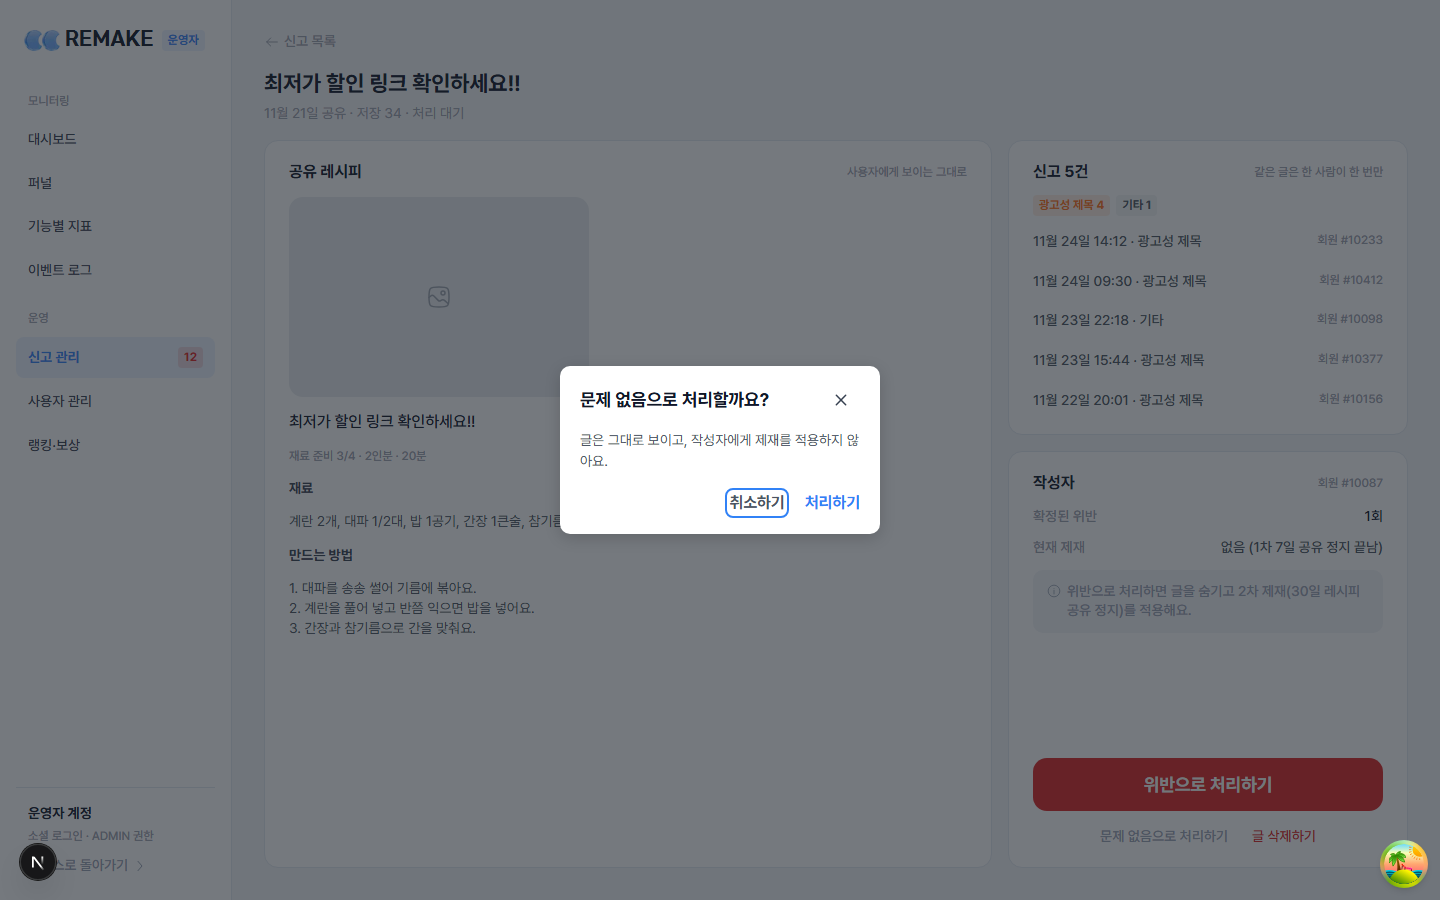 REMAKE 운영자
모니터링
대시보드
퍼널
기능별 지표
이벤트 로그
운영
신고 관리 12
사용자 관리
랭킹·보상
운영자 계정
소셜 로그인 · ADMIN 권한
스로 돌아가기
N
← 신고 목록
최저가 할인 링크 확인하세요!!
11월 21일 공유 · 저장 34 · 처리 대기
공유 레시피
사용자에게 보이는 그대로
최저가 할인 링크 확인하세요!!
재료 준비 3/4 · 2인분 · 20분
재료
계란 2개, 대파 1/2대, 밥 1공기, 간장 1큰술, 참기름
만드는 방법
1. 대파를 송송 썰어 기름에 볶아요.
2. 계란을 풀어 넣고 반쯤 익으면 밥을 넣어요.
3. 간장과 참기름으로 간을 맞춰요.
문제 없음으로 처리할까요?
글은 그대로 보이고, 작성자에게 제재를 적용하지 않
아요.
취소하기 처리하기
신고 5건
같은 글은 한 사람이 한 번만
광고성 제목 4 기타 1
11월 24일 14:12 · 광고성 제목 회원 #10233
11월 24일 09:30 · 광고성 제목 회원 #10412
11월 23일 22:18 · 기타 회원 #10098
11월 23일 15:44 · 광고성 제목 회원 #10377
11월 22일 20:01 · 광고성 제목 회원 #10156
작성자 회원 #10087
확정된 위반 1회
현재 제재 없음 (1차 7일 공유 정지 끝남)
위반으로 처리하면 글을 숨기고 2차 제재(30일 레시피
공유 정지)를 적용해요.
위반으로 처리하기
문제 없음으로 처리하기 글 삭제하기